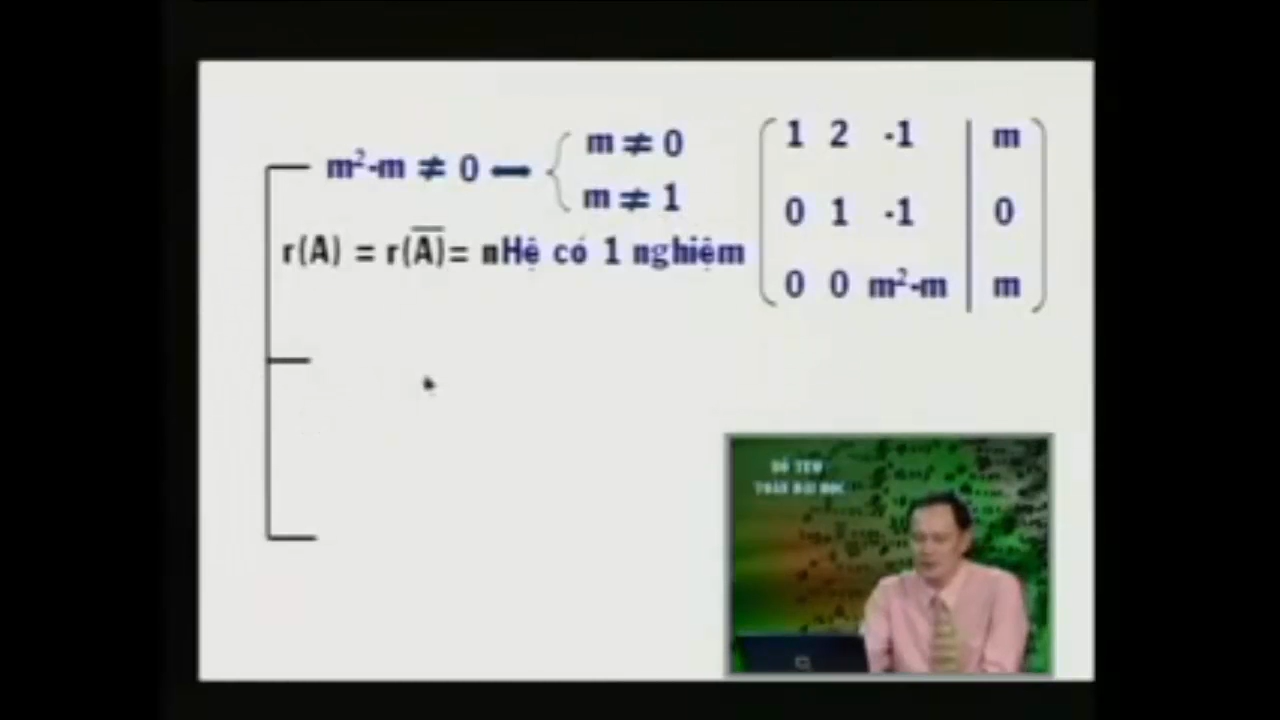 m²-m ≠ 0
m ≠ 0
m ≠ 1
r(A) = r(A̅)= nHệ có 1 nghiệm
1 2 -1 m
0 1 -1 0
0 0 m²-m m